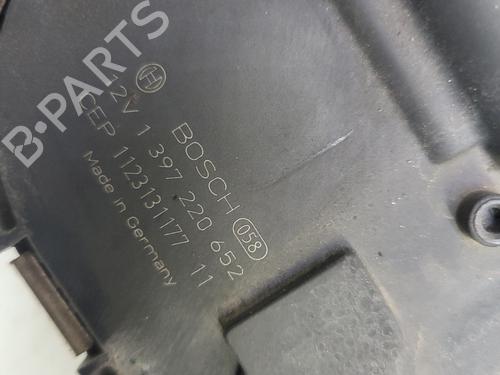 BOSCH 058
12V 1 397 220 652
CEP 1123131177 11
Made in Germany
B-PARTS